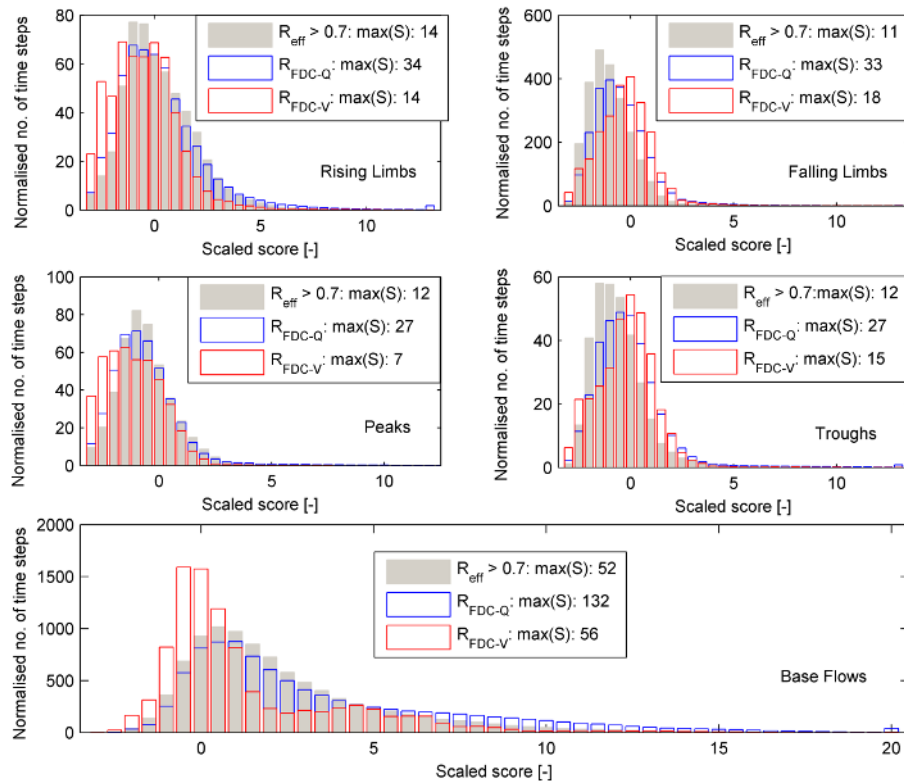 80
60
40
20
0
Normalised no. of time steps
R_eff > 0.7: max(S): 14
R_FDC-Q: max(S): 34
R_FDC-V: max(S): 14
Rising Limbs
0 5 10
Scaled score [-]
600
400
200
0
Normalised no. of time steps
R_eff > 0.7: max(S): 11
R_FDC-Q: max(S): 33
R_FDC-V: max(S): 18
Falling Limbs
0 5 10
Scaled score [-]
100
80
60
40
20
0
Normalised no. of time steps
R_eff > 0.7: max(S): 12
R_FDC-Q: max(S): 27
R_FDC-V: max(S): 7
Peaks
0 5 10
Scaled score [-]
60
40
20
0
Normalised no. of time steps
R_eff > 0.7:max(S): 12
R_FDC-Q: max(S): 27
R_FDC-V: max(S): 15
Troughs
0 5 10
Scaled score [-]
2000
1500
1000
500
0
Normalised no. of time steps
R_eff > 0.7: max(S): 52
R_FDC-Q: max(S): 132
R_FDC-V: max(S): 56
Base Flows
0 5 10 15 20
Scaled score [-]